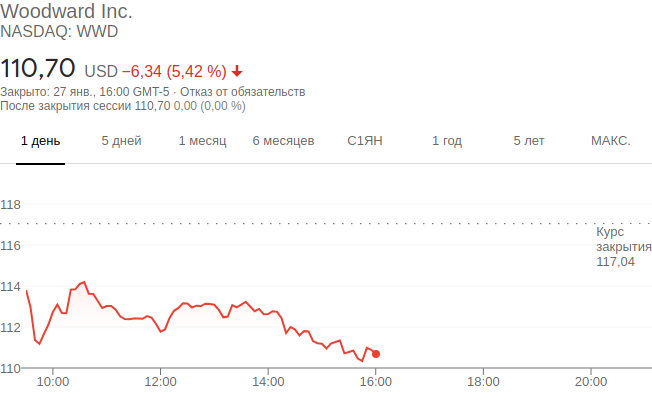 Woodward Inc.
NASDAQ: WWD
110,70 USD −6,34 (5,42 %)
Закрыто: 27 янв., 16:00 GMT-5 · Отказ от обязательств
После закрытия сессии 110,70 0,00 (0,00 %)
1 день 5 дней 1 месяц 6 месяцев С1ЯН 1 год 5 лет МАКС.
118
Курс
116
закрытия
117,04
114
112
110
10:00 12:00 14:00 16:00 18:00 20:00